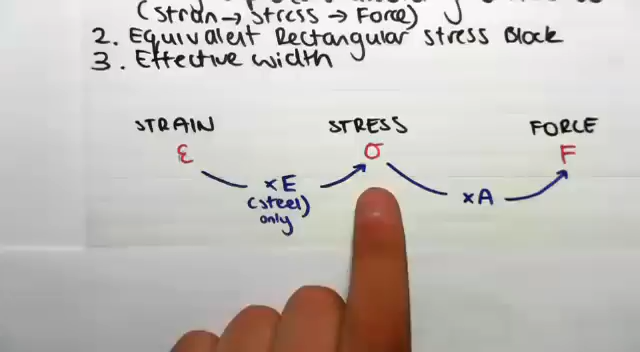 (Strain → Stress → Force)
2. Equivalent Rectangular Stress Block
3. Effective width
STRAIN STRESS FORCE
ε σ F
×E ×A
(steel)
only